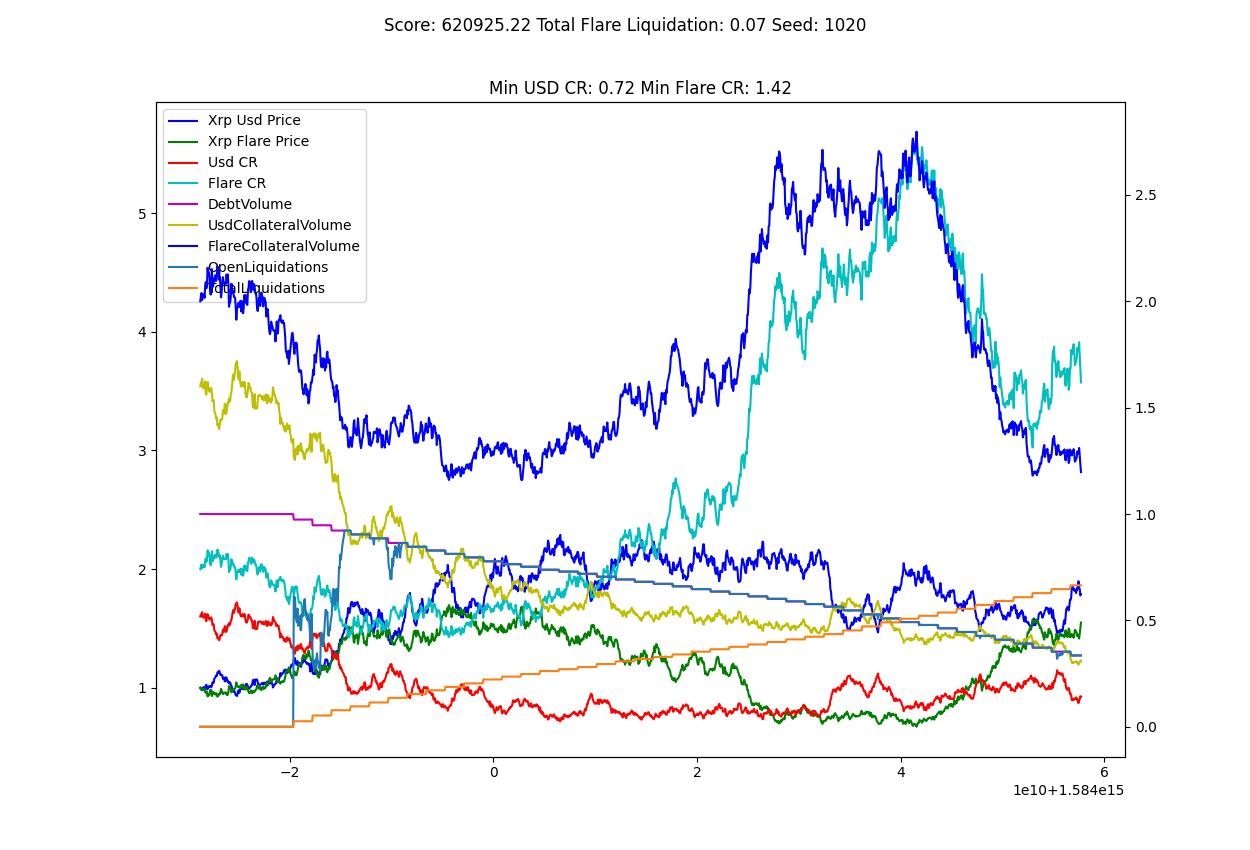 Score: 620925.22 Total Flare Liquidation: 0.07 Seed: 1020
Min USD CR: 0.72 Min Flare CR: 1.42
Xrp Usd Price
Xrp Flare Price
Usd CR
Flare CR
DebtVolume
UsdCollateralVolume
FlareCollateralVolume
OpenLiquidations
TotalLiquidations
5
4
3
2
1
2.5
2.0
1.5
1.0
0.5
0.0
−2 0 2 4 6
1e10+1.584e15